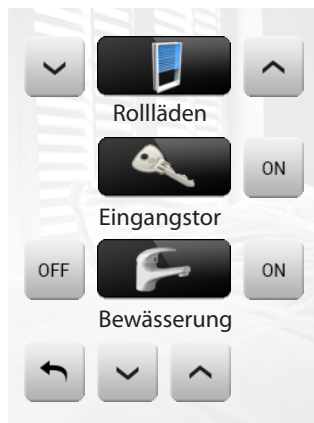 Rollläden
ON
Eingangstor
OFF
ON
Bewässerung